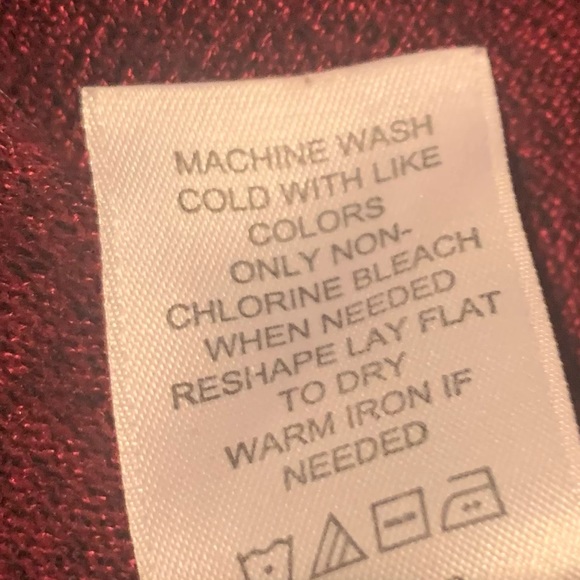 MACHINE WASH
COLD WITH LIKE
COLORS
ONLY NON-
CHLORINE BLEACH
WHEN NEEDED
RESHAPE LAY FLAT
TO DRY
WARM IRON IF
NEEDED